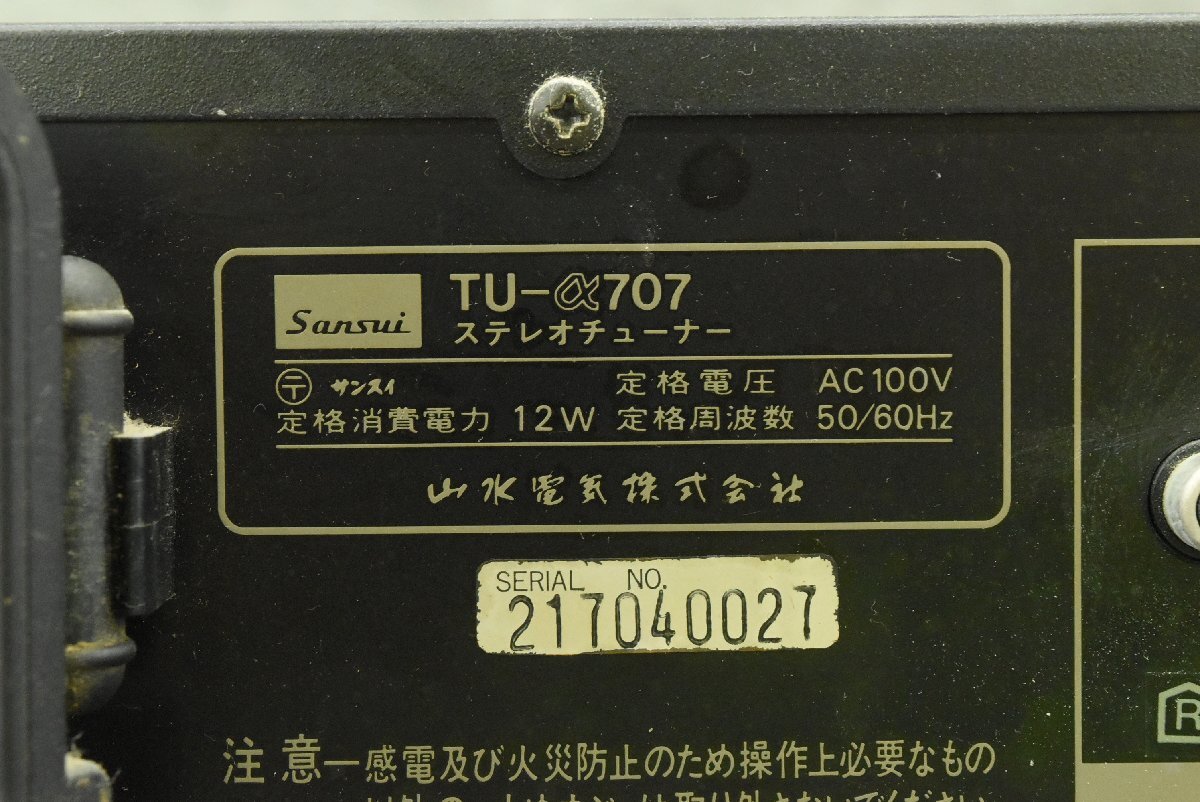 Sansui
TU-α707
ステレオチューナー
〒 サンスイ 定格電圧 AC100V
定格消費電力 12W 定格周波数 50/60Hz
山水電気株式会社
SERIAL NO.
217040027
注意—感電及び火災防止のため操作上必要なもの
R